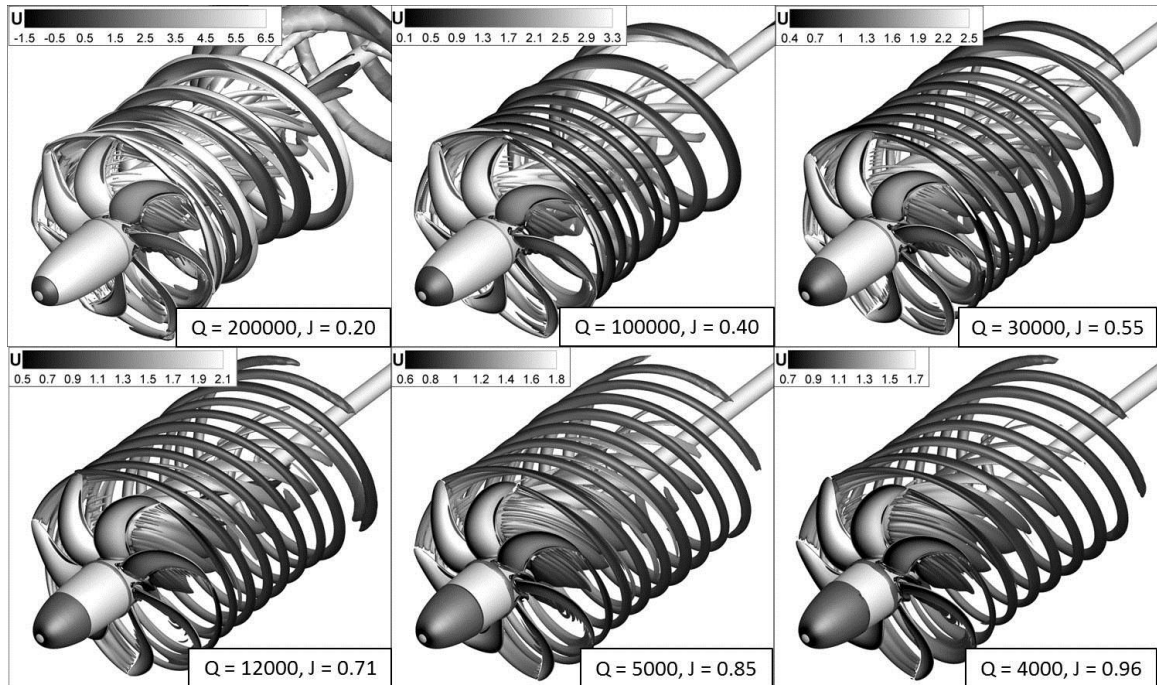 U
-1.5 -0.5 0.5 1.5 2.5 3.5 4.5 5.5 6.5
Q = 200000, J = 0.20
U
0.1 0.5 0.9 1.3 1.7 2.1 2.5 2.9 3.3
Q = 100000, J = 0.40
U
0.4 0.7 1 1.3 1.6 1.9 2.2 2.5
Q = 30000, J = 0.55
U
0.5 0.7 0.9 1.1 1.3 1.5 1.7 1.9 2.1
Q = 12000, J = 0.71
U
0.6 0.8 1 1.2 1.4 1.6 1.8
Q = 5000, J = 0.85
U
0.7 0.9 1.1 1.3 1.5 1.7
Q = 4000, J = 0.96